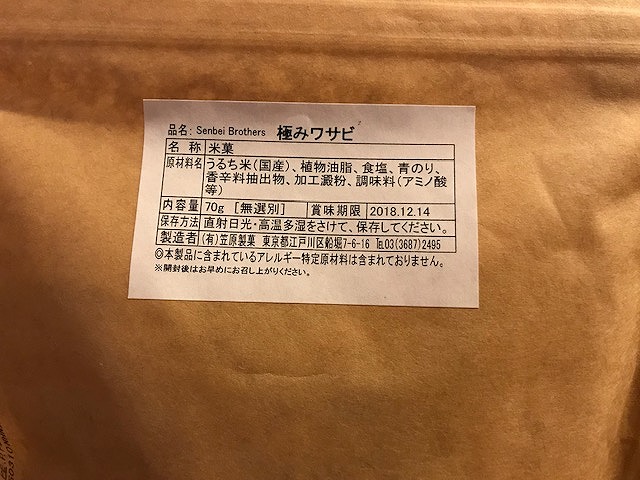 品名: Senbei Brothers 極みワサビ
名 称 米菓
原材料名 うるち米(国産)、植物油脂、食塩、青のり、
香辛料抽出物、加工澱粉、調味料(アミノ酸
等)
内容量 70g [無選別] 賞味期限 2018.12.14
保存方法 直射日光・高温多湿をさけて、保存してください。
製造者 (有)笠原製菓 東京都江戸川区船堀7-6-16 ℡03(3687)2495
◎本製品に含まれているアレルギー特定原材料は含まれておりません。
※開封後はお早めにお召し上がりください。